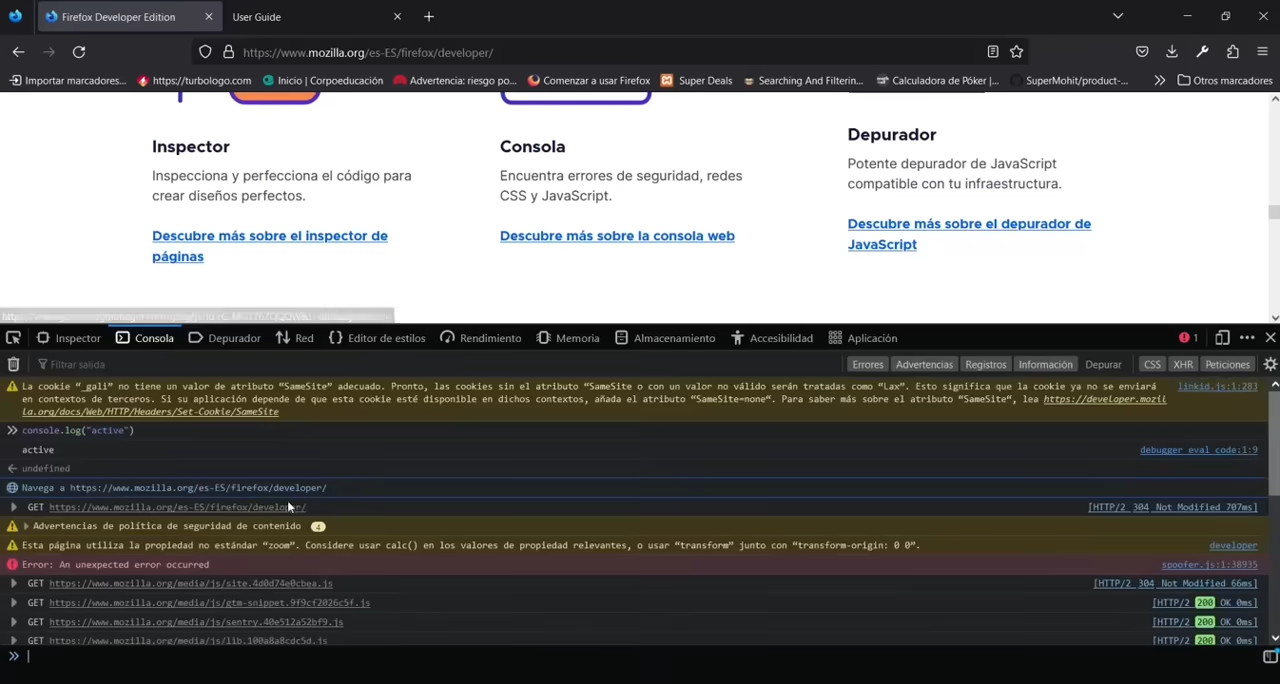 Firefox Developer Edition
User Guide
https://www.mozilla.org/es-ES/firefox/developer/
Importar marcadores...
https://turbologo.com
Inicio | Corpoeducación
Advertencia: riesgo po...
Comenzar a usar Firefox
Super Deals
Searching And Filterin...
Calculadora de Póker |...
SuperMohit/product-...
Otros marcadores
Inspector
Inspecciona y perfecciona el código para
crear diseños perfectos.
Descubre más sobre el inspector de
páginas
Consola
Encuentra errores de seguridad, redes
CSS y JavaScript.
Descubre más sobre la consola web
Depurador
Potente depurador de JavaScript
compatible con tu infraestructura.
Descubre más sobre el depurador de
JavaScript
Inspector
Consola
Depurador
Red
Editor de estilos
Rendimiento
Memoria
Almacenamiento
Accesibilidad
Aplicación
1
Filtrar salida
Errores
Advertencias
Registros
Información
Depurar
CSS
XHR
Peticiones
La cookie “_gali” no tiene un valor de atributo “SameSite” adecuado. Pronto, las cookies sin el atributo “SameSite o con un valor no válido serán tratadas como “Lax”. Esto significa que la cookie ya no se enviará linkid.js:1:283
en contextos de terceros. Si su aplicación depende de que esta cookie esté disponible en dichos contextos, añada el atributo “SameSite=none“. Para saber más sobre el atributo “SameSite“, lea https://developer.mozil
la.org/docs/Web/HTTP/Headers/Set-Cookie/SameSite
console.log("active")
active debugger eval code:1:9
undefined
Navega a https://www.mozilla.org/es-ES/firefox/developer/
GET https://www.mozilla.org/es-ES/firefox/developer/ [HTTP/2 304 Not Modified 707ms]
Advertencias de política de seguridad de contenido 4
Esta página utiliza la propiedad no estándar “zoom”. Considere usar calc() en los valores de propiedad relevantes, o usar “transform” junto con “transform-origin: 0 0”. developer
Error: An unexpected error occurred spoofer.js:1:38935
GET https://www.mozilla.org/media/js/site.4d0d74e0cbea.js [HTTP/2 304 Not Modified 66ms]
GET https://www.mozilla.org/media/js/gtm-snippet.9f9cf2026c5f.js [HTTP/2 200 OK 0ms]
GET https://www.mozilla.org/media/js/sentry.40e512a52bf9.js [HTTP/2 200 OK 0ms]
GET https://www.mozilla.org/media/js/lib.100a8a8cdc5d.js [HTTP/2 200 OK 0ms]